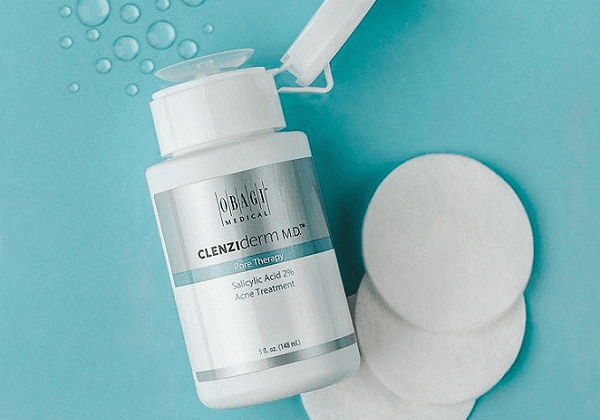 OBAGI
MEDICAL
CLENZIderm M.D.™
Pore Therapy
Salicylic Acid 2%
Acne Treatment
5 fl. oz. (148 mL)